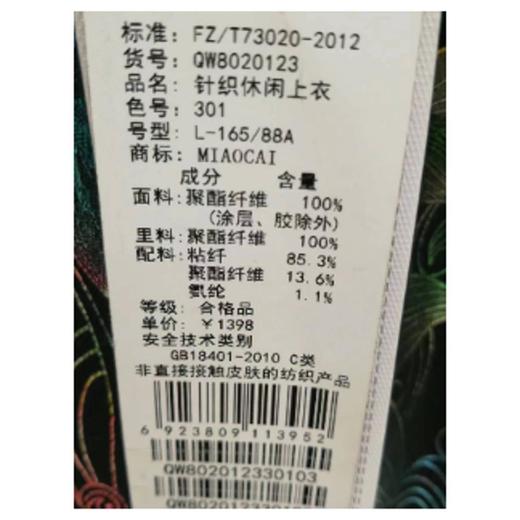 标准: FZ/T73020-2012
货号: QW8020123
品名: 针织休闲上衣
色号: 301
号型: L-165/88A
商标: MIAOCAI
成分 含量
面料: 聚酯纤维 100%
(涂层、胶除外)
里料: 聚酯纤维 100%
配料: 粘纤 85.3%
聚酯纤维 13.6%
氨纶 1.1%
等级: 合格品
单价: ￥1398
安全技术类别
GB18401-2010 C类
非直接接触皮肤的纺织产品
6 923809 113952
QW802012330103